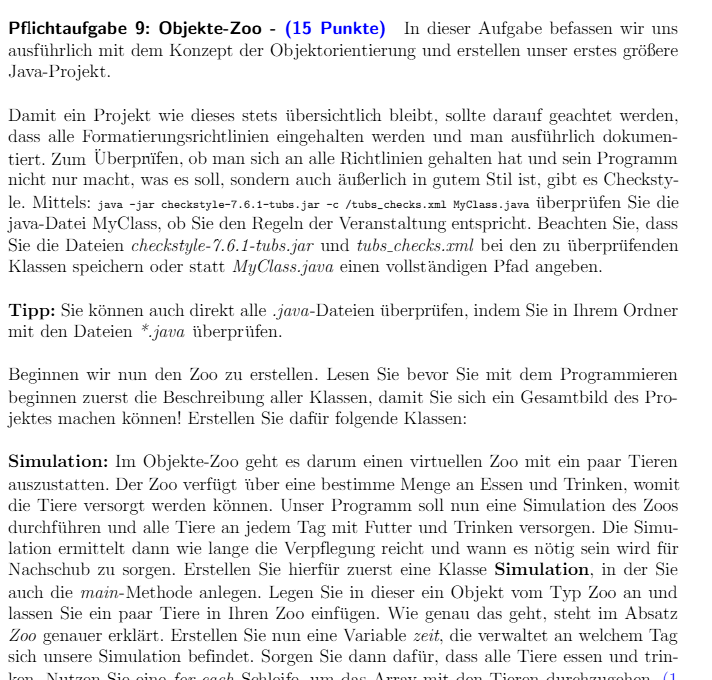 Pflichtaufgabe 9: Objekte-Zoo - (15 Punkte) In dieser Aufgabe befassen wir uns
ausführlich mit dem Konzept der Objektorientierung und erstellen unser erstes größere
Java-Projekt.
Damit ein Projekt wie dieses stets übersichtlich bleibt, sollte darauf geachtet werden,
dass alle Formatierungsrichtlinien eingehalten werden und man ausführlich dokumen-
tiert. Zum Überprüfen, ob man sich an alle Richtlinien gehalten hat und sein Programm
nicht nur macht, was es soll, sondern auch äußerlich in gutem Stil ist, gibt es Checksty-
le. Mittels: java -jar checkstyle-7.6.1-tubs.jar -c /tubs_checks.xml MyClass.java überprüfen Sie die
java-Datei MyClass, ob Sie den Regeln der Veranstaltung entspricht. Beachten Sie, dass
Sie die Dateien checkstyle-7.6.1-tubs.jar und tubs_checks.xml bei den zu überprüfenden
Klassen speichern oder statt MyClass.java einen vollständigen Pfad angeben.
Tipp: Sie können auch direkt alle .java-Dateien überprüfen, indem Sie in Ihrem Ordner
mit den Dateien *.java überprüfen.
Beginnen wir nun den Zoo zu erstellen. Lesen Sie bevor Sie mit dem Programmieren
beginnen zuerst die Beschreibung aller Klassen, damit Sie sich ein Gesamtbild des Pro-
jektes machen können! Erstellen Sie dafür folgende Klassen:
Simulation: Im Objekte-Zoo geht es darum einen virtuellen Zoo mit ein paar Tieren
auszustatten. Der Zoo verfügt über eine bestimme Menge an Essen und Trinken, womit
die Tiere versorgt werden können. Unser Programm soll nun eine Simulation des Zoos
durchführen und alle Tiere an jedem Tag mit Futter und Trinken versorgen. Die Simu-
lation ermittelt dann wie lange die Verpflegung reicht und wann es nötig sein wird für
Nachschub zu sorgen. Erstellen Sie hierfür zuerst eine Klasse Simulation, in der Sie
auch die main-Methode anlegen. Legen Sie in dieser ein Objekt vom Typ Zoo an und
lassen Sie ein paar Tiere in Ihren Zoo einfügen. Wie genau das geht, steht im Absatz
Zoo genauer erklärt. Erstellen Sie nun eine Variable zeit, die verwaltet an welchem Tag
sich unsere Simulation befindet. Sorgen Sie dann dafür, dass alle Tiere essen und trin-
ken. Nutzen Sie eine for each Schleife, um das Array mit den Tieren durchzugehen. (1